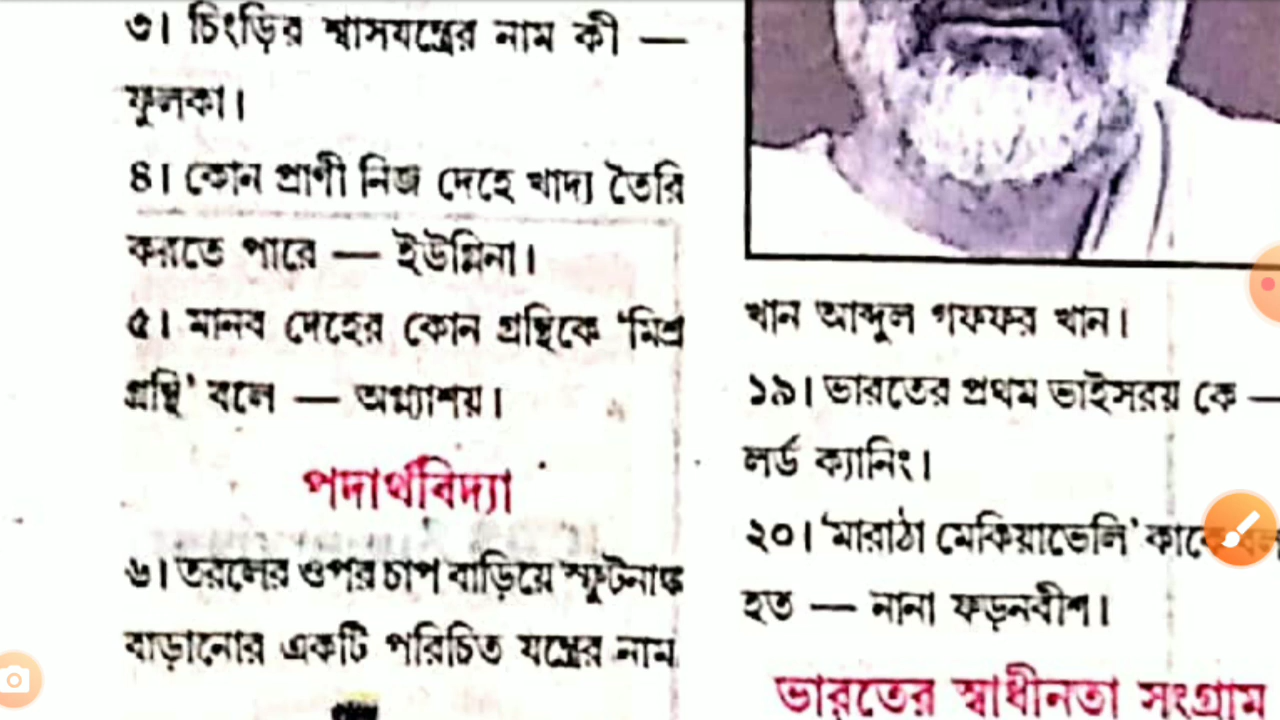 ৩। চিংড়ির শ্বাসযন্ত্রের নাম কী —
ফুলকা।
৪। কোন প্রাণী নিজ দেহে খাদ্য তৈরি
করতে পারে — ইউগ্লিনা।
৫। মানব দেহের কোন গ্রন্থিকে 'মিশ্র
গ্রন্থি' বলে — অগ্ন্যাশয়।
পদার্থবিদ্যা
৬। তরলের ওপর চাপ বাড়িয়ে স্ফুটনাঙ্ক
বাড়ানোর একটি পরিচিত যন্ত্রের নাম
খান আব্দুল গফফর খান।
১৯। ভারতের প্রথম ভাইসরয় কে —
লর্ড ক্যানিং।
২০। 'মারাঠা মেকিয়াভেলি' কাকে
হত — নানা ফড়নবীশ।
ভারতের স্বাধীনতা সংগ্রাম